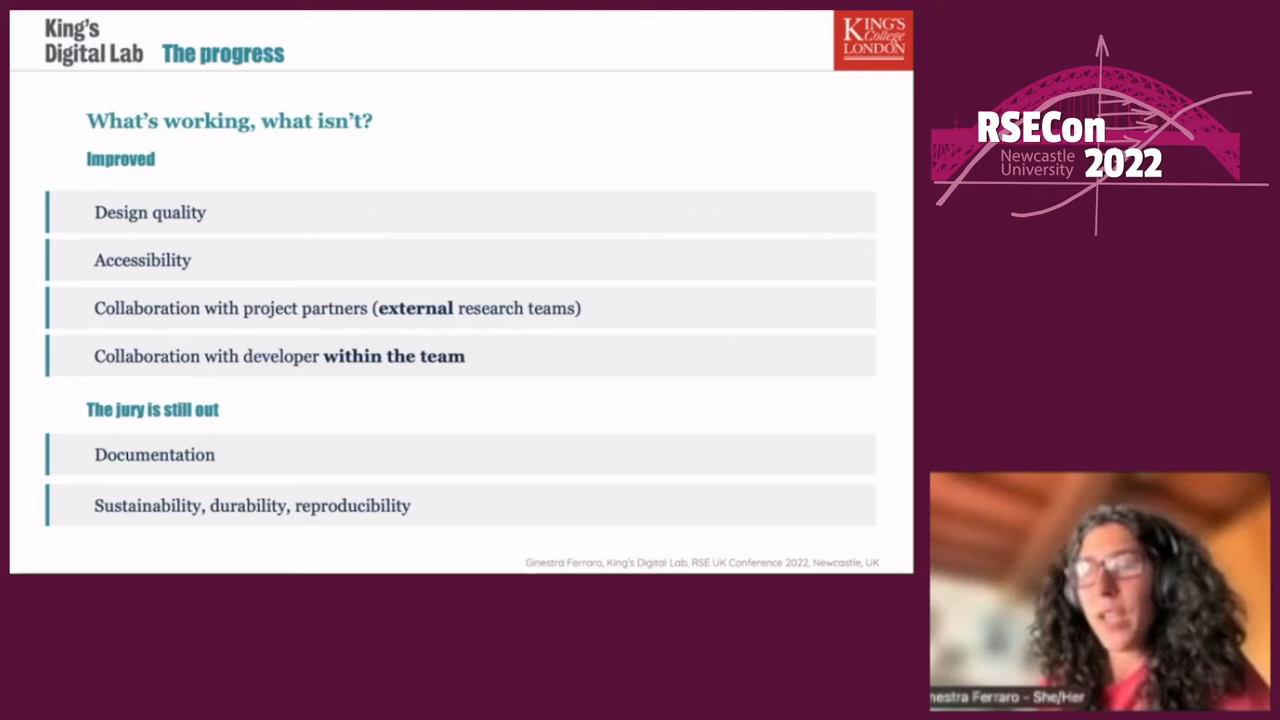 King's
Digital Lab The progress
KING'S
College
LONDON
What's working, what isn't?
Improved
Design quality
Accessibility
Collaboration with project partners (external research teams)
Collaboration with developer within the team
The jury is still out
Documentation
Sustainability, durability, reproducibility
Ginestra Ferraro, King's Digital Lab, RSE UK Conference 2022, Newcastle, UK
RSECon
Newcastle
University 2022
nestra Ferraro - She/Her